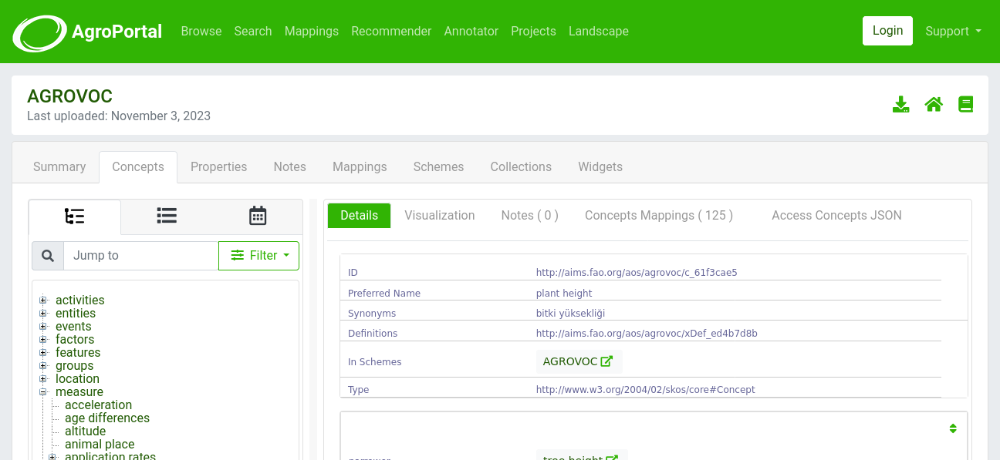 AgroPortal Browse Search Mappings Recommender Annotator Projects Landscape Login Support
AGROVOC
Last uploaded: November 3, 2023
Summary Concepts Properties Notes Mappings Schemes Collections Widgets
Details Visualization Notes ( 0 ) Concepts Mappings ( 125 ) Access Concepts JSON
Jump to Filter
activities
entities
events
factors
features
groups
location
measure
acceleration
age differences
altitude
animal place
application rates
ID http://aims.fao.org/aos/agrovoc/c_61f3cae5
Preferred Name plant height
Synonyms bitki yüksekliği
Definitions http://aims.fao.org/aos/agrovoc/xDef_ed4b7d8b
In Schemes AGROVOC
Type http://www.w3.org/2004/02/skos/core#Concept
narrower tree height